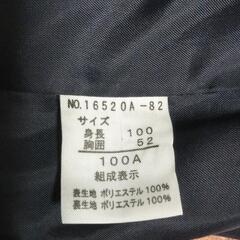 NO.16520A-82
サイズ
身長 100
胸囲 52
100A
組成表示
表生地 ポリエステル100%
裏生地 ポリエステル100%